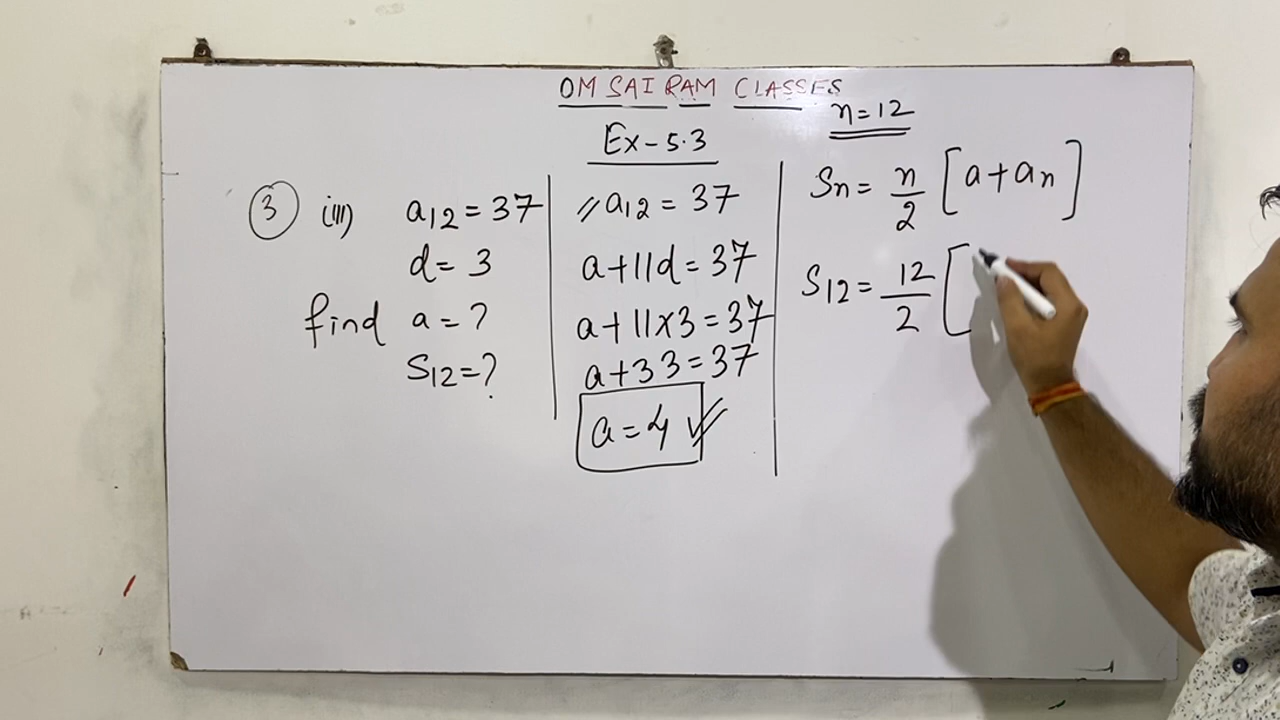 OM SAI RAM CLASSES
Ex-5.3
3 (iii) a12 = 37
d = 3
find a = ?
S12 = ?
// a12 = 37
a+11d = 37
a+11×3 = 37
a+33 = 37
a = 4
n = 12
Sn = n/2 [a+an]
S12 = 12/2 [